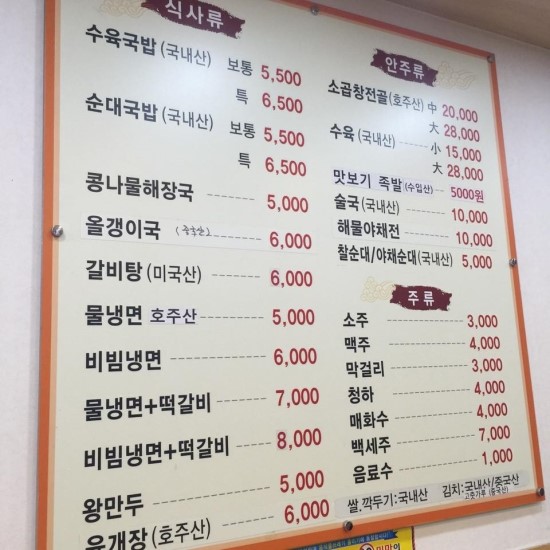 식사류
수육국밥 (국내산) 보통 5,500
특 6,500
순대국밥 (국내산) 보통 5,500
특 6,500
콩나물해장국 5,000
올갱이국 (중국산) 6,000
갈비탕 (미국산) 6,000
물냉면 호주산 5,000
비빔냉면 6,000
물냉면+떡갈비 7,000
비빔냉면+떡갈비 8,000
왕만두 5,000
육개장 (호주산) 6,000
안주류
소곱창전골 (호주산) 中 20,000
大 28,000
수육 (국내산) 小 15,000
大 28,000
맛보기 족발 (수입산) 5000원
술국 (국내산) 10,000
해물야채전 10,000
찰순대/야채순대 (국내산) 5,000
주류
소주 3,000
맥주 4,000
막걸리 3,000
청하 4,000
매화수 4,000
백세주 7,000
음료수 1,000
쌀,깍두기:국내산 김치:국내산/중국산
고춧가루 (중국산)